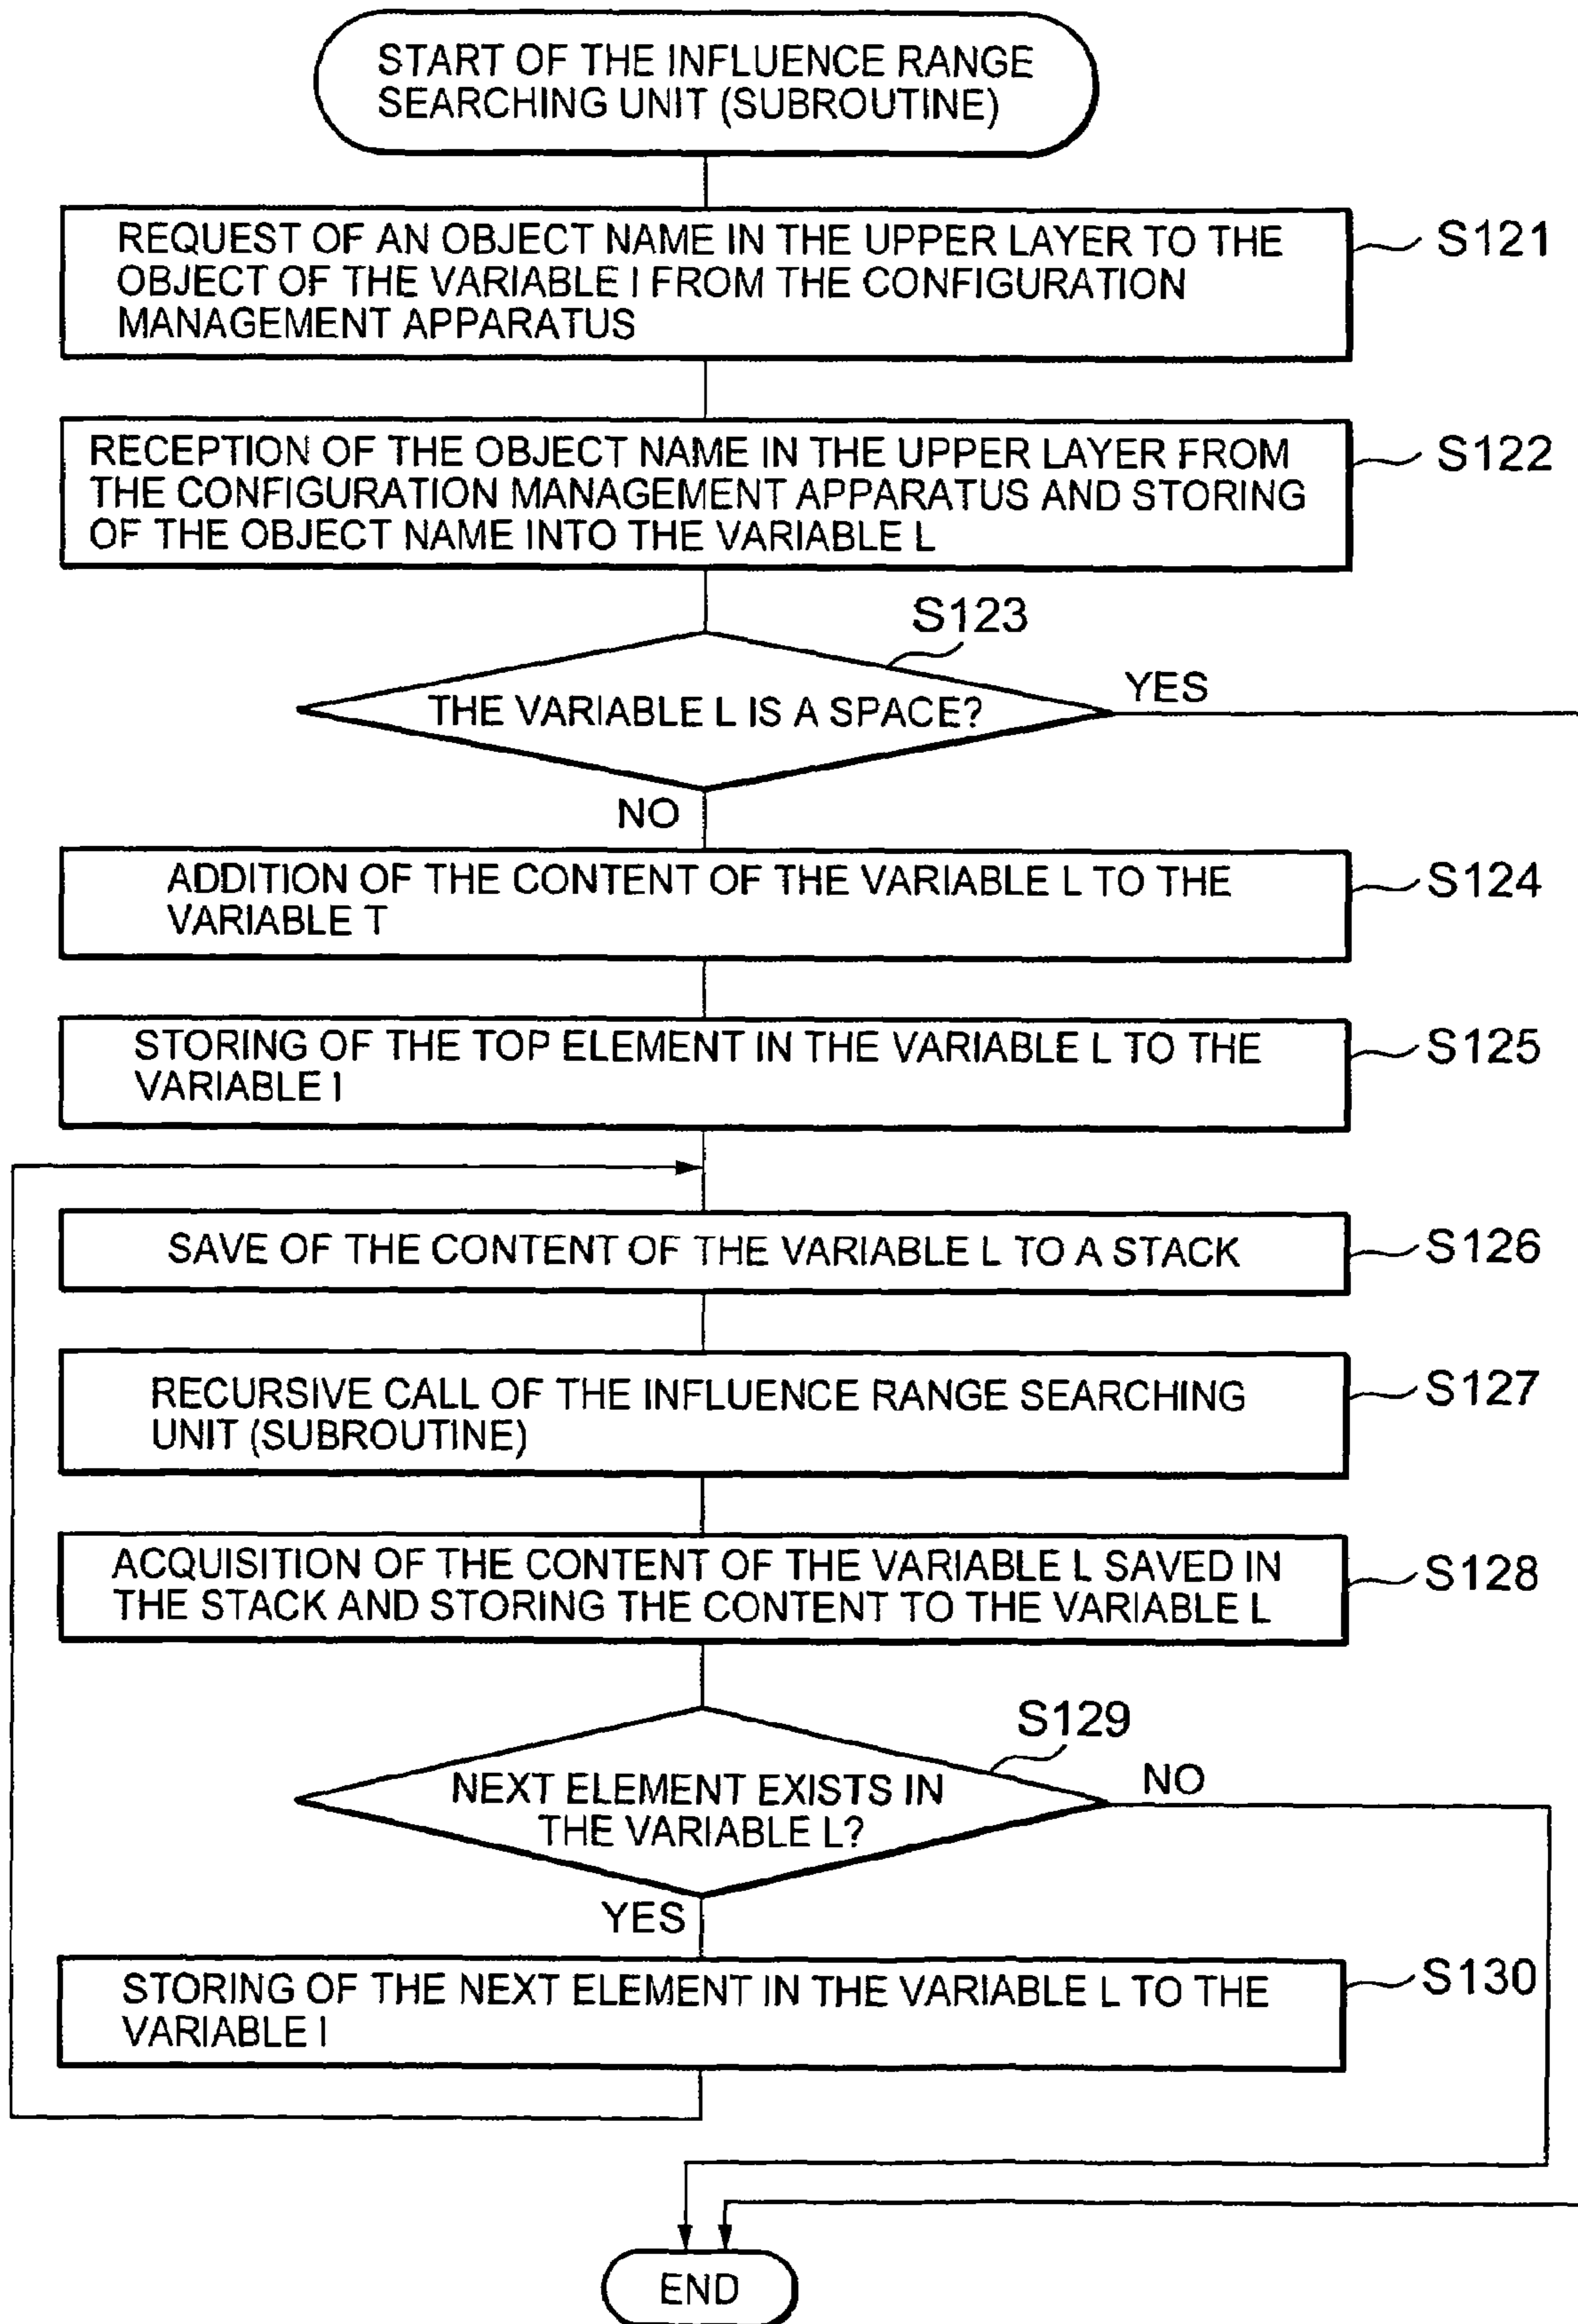 START OF THE INFLUENCE RANGE
SEARCHING UNIT (SUBROUTINE)
REQUEST OF AN OBJECT NAME IN THE UPPER LAYER TO THE
OBJECT OF THE VARIABLE I FROM THE CONFIGURATION
MANAGEMENT APPARATUS
S121
RECEPTION OF THE OBJECT NAME IN THE UPPER LAYER FROM
THE CONFIGURATION MANAGEMENT APPARATUS AND STORING
OF THE OBJECT NAME INTO THE VARIABLE L
S122
S123
THE VARIABLE L IS A SPACE?
YES
NO
ADDITION OF THE CONTENT OF THE VARIABLE L TO THE
VARIABLE T
S124
STORING OF THE TOP ELEMENT IN THE VARIABLE L TO THE
VARIABLE I
S125
SAVE OF THE CONTENT OF THE VARIABLE L TO A STACK
S126
RECURSIVE CALL OF THE INFLUENCE RANGE SEARCHING
UNIT (SUBROUTINE)
S127
ACQUISITION OF THE CONTENT OF THE VARIABLE L SAVED IN
THE STACK AND STORING THE CONTENT TO THE VARIABLE L
S128
S129
NEXT ELEMENT EXISTS IN
THE VARIABLE L?
NO
YES
STORING OF THE NEXT ELEMENT IN THE VARIABLE L TO THE
VARIABLE I
S130
END